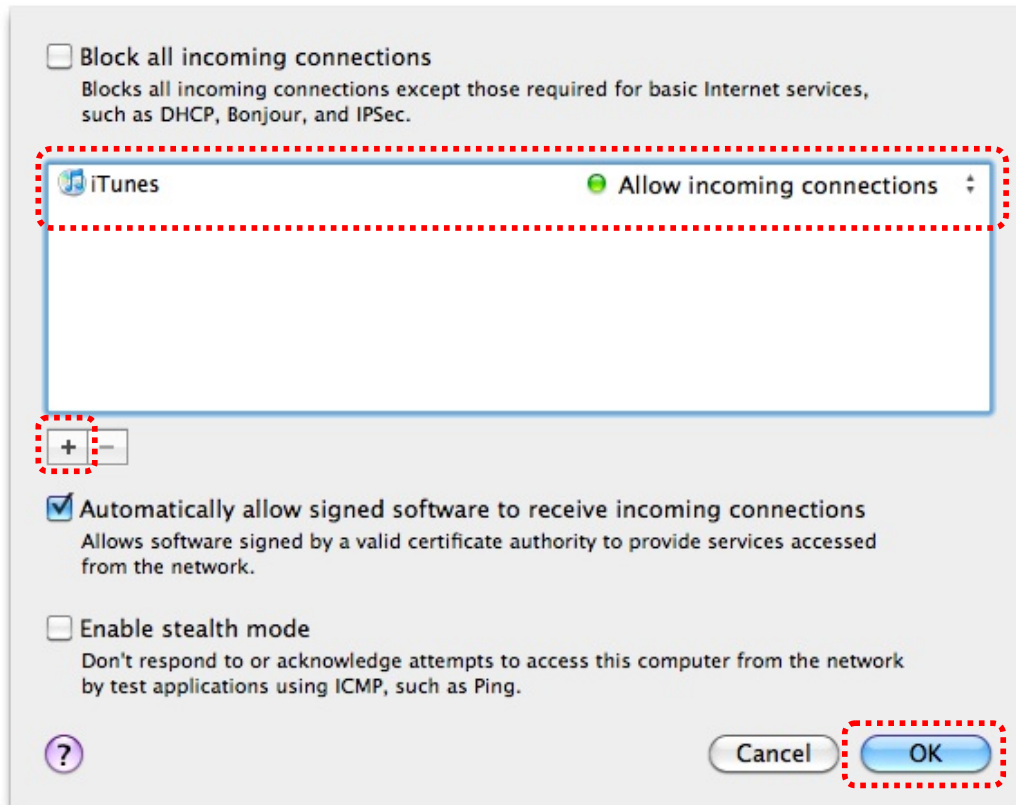 Block all incoming connections
Blocks all incoming connections except those required for basic Internet services,
such as DHCP, Bonjour, and IPSec.
iTunes Allow incoming connections
+ −
Automatically allow signed software to receive incoming connections
Allows software signed by a valid certificate authority to provide services accessed
from the network.
Enable stealth mode
Don't respond to or acknowledge attempts to access this computer from the network
by test applications using ICMP, such as Ping.
? Cancel OK